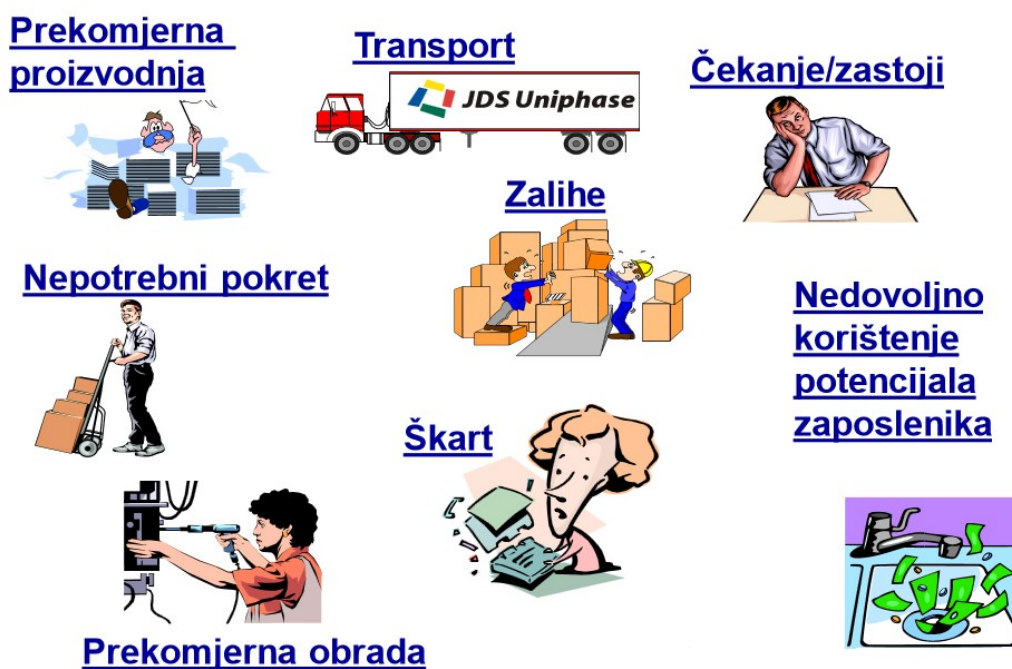 Prekomjerna
proizvodnja
Transport
JDS Uniphase
Čekanje/zastoji
Zalihe
Nepotrebni pokret
Nedovoljno
korištenje
potencijala
zaposlenika
Škart
Prekomjerna obrada